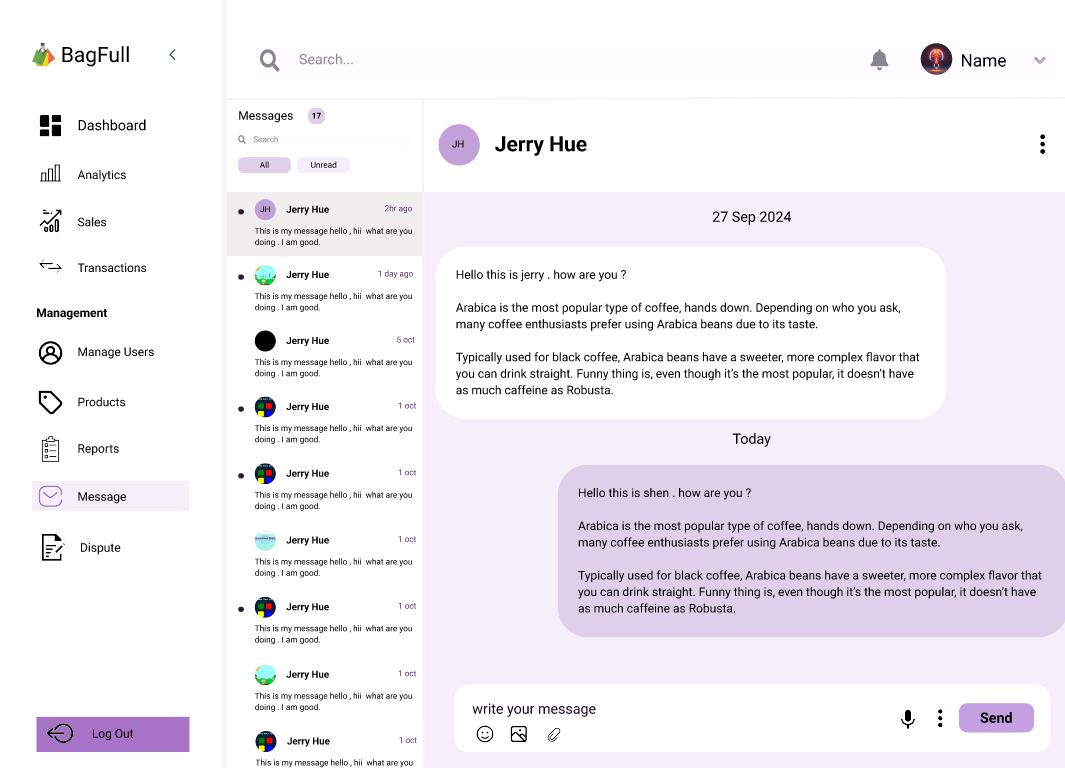 BagFull
Search...
Name
Dashboard
Analytics
Sales
Transactions
Management
Manage Users
Products
Reports
Message
Dispute
Log Out
Messages 17
Search
All Unread
JH Jerry Hue 2hr ago
This is my message hello , hii what are you
doing . I am good.
Jerry Hue 1 day ago
This is my message hello , hii what are you
doing . I am good.
Jerry Hue 5 oct
This is my message hello , hii what are you
doing . I am good.
Jerry Hue 1 oct
This is my message hello , hii what are you
doing . I am good.
Jerry Hue 1 oct
This is my message hello , hii what are you
doing . I am good.
Jerry Hue 1 oct
This is my message hello , hii what are you
doing . I am good.
Jerry Hue 1 oct
This is my message hello , hii what are you
doing . I am good.
Jerry Hue 1 oct
This is my message hello , hii what are you
doing . I am good.
Jerry Hue 1 oct
This is my message hello , hii what are you
JH Jerry Hue
27 Sep 2024
Hello this is jerry . how are you ?
Arabica is the most popular type of coffee, hands down. Depending on who you ask,
many coffee enthusiasts prefer using Arabica beans due to its taste.
Typically used for black coffee, Arabica beans have a sweeter, more complex flavor that
you can drink straight. Funny thing is, even though it's the most popular, it doesn't have
as much caffeine as Robusta.
Today
Hello this is shen . how are you ?
Arabica is the most popular type of coffee, hands down. Depending on who you ask,
many coffee enthusiasts prefer using Arabica beans due to its taste.
Typically used for black coffee, Arabica beans have a sweeter, more complex flavor that
you can drink straight. Funny thing is, even though it's the most popular, it doesn't have
as much caffeine as Robusta.
write your message
Send